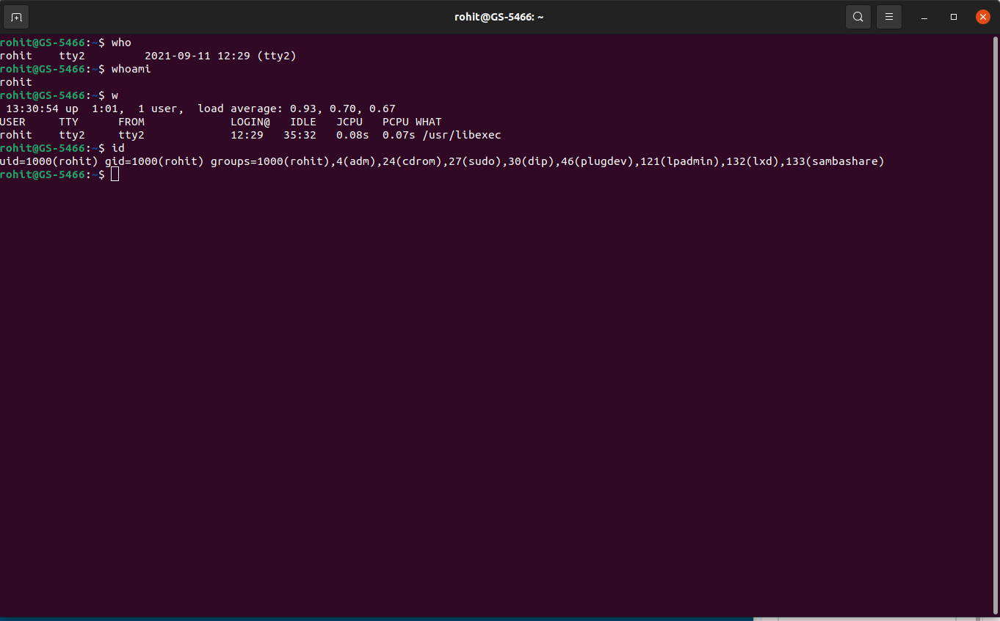 rohit@GS-5466: ~
rohit@GS-5466:~$ who
rohit    tty2         2021-09-11 12:29 (tty2)
rohit@GS-5466:~$ whoami
rohit
rohit@GS-5466:~$ w
 13:30:54 up  1:01,  1 user,  load average: 0.93, 0.70, 0.67
USER     TTY      FROM             LOGIN@   IDLE   JCPU   PCPU WHAT
rohit    tty2     tty2             12:29   35:32   0.08s  0.07s /usr/libexec
rohit@GS-5466:~$ id
uid=1000(rohit) gid=1000(rohit) groups=1000(rohit),4(adm),24(cdrom),27(sudo),30(dip),46(plugdev),121(lpadmin),132(lxd),133(sambashare)
rohit@GS-5466:~$